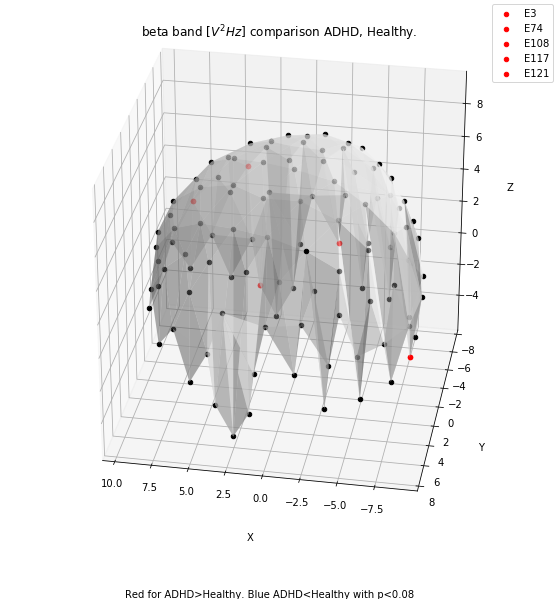 beta band [V²Hz] comparison ADHD, Healthy.
E3
E74
E108
E117
E121
8
6
4
2
0
−2
−4
Z
−8
−6
−4
−2
0
2
4
6
8
Y
10.0
7.5
5.0
2.5
0.0
−2.5
−5.0
−7.5
X
Red for ADHD>Healthy. Blue ADHD<Healthy with p<0.08